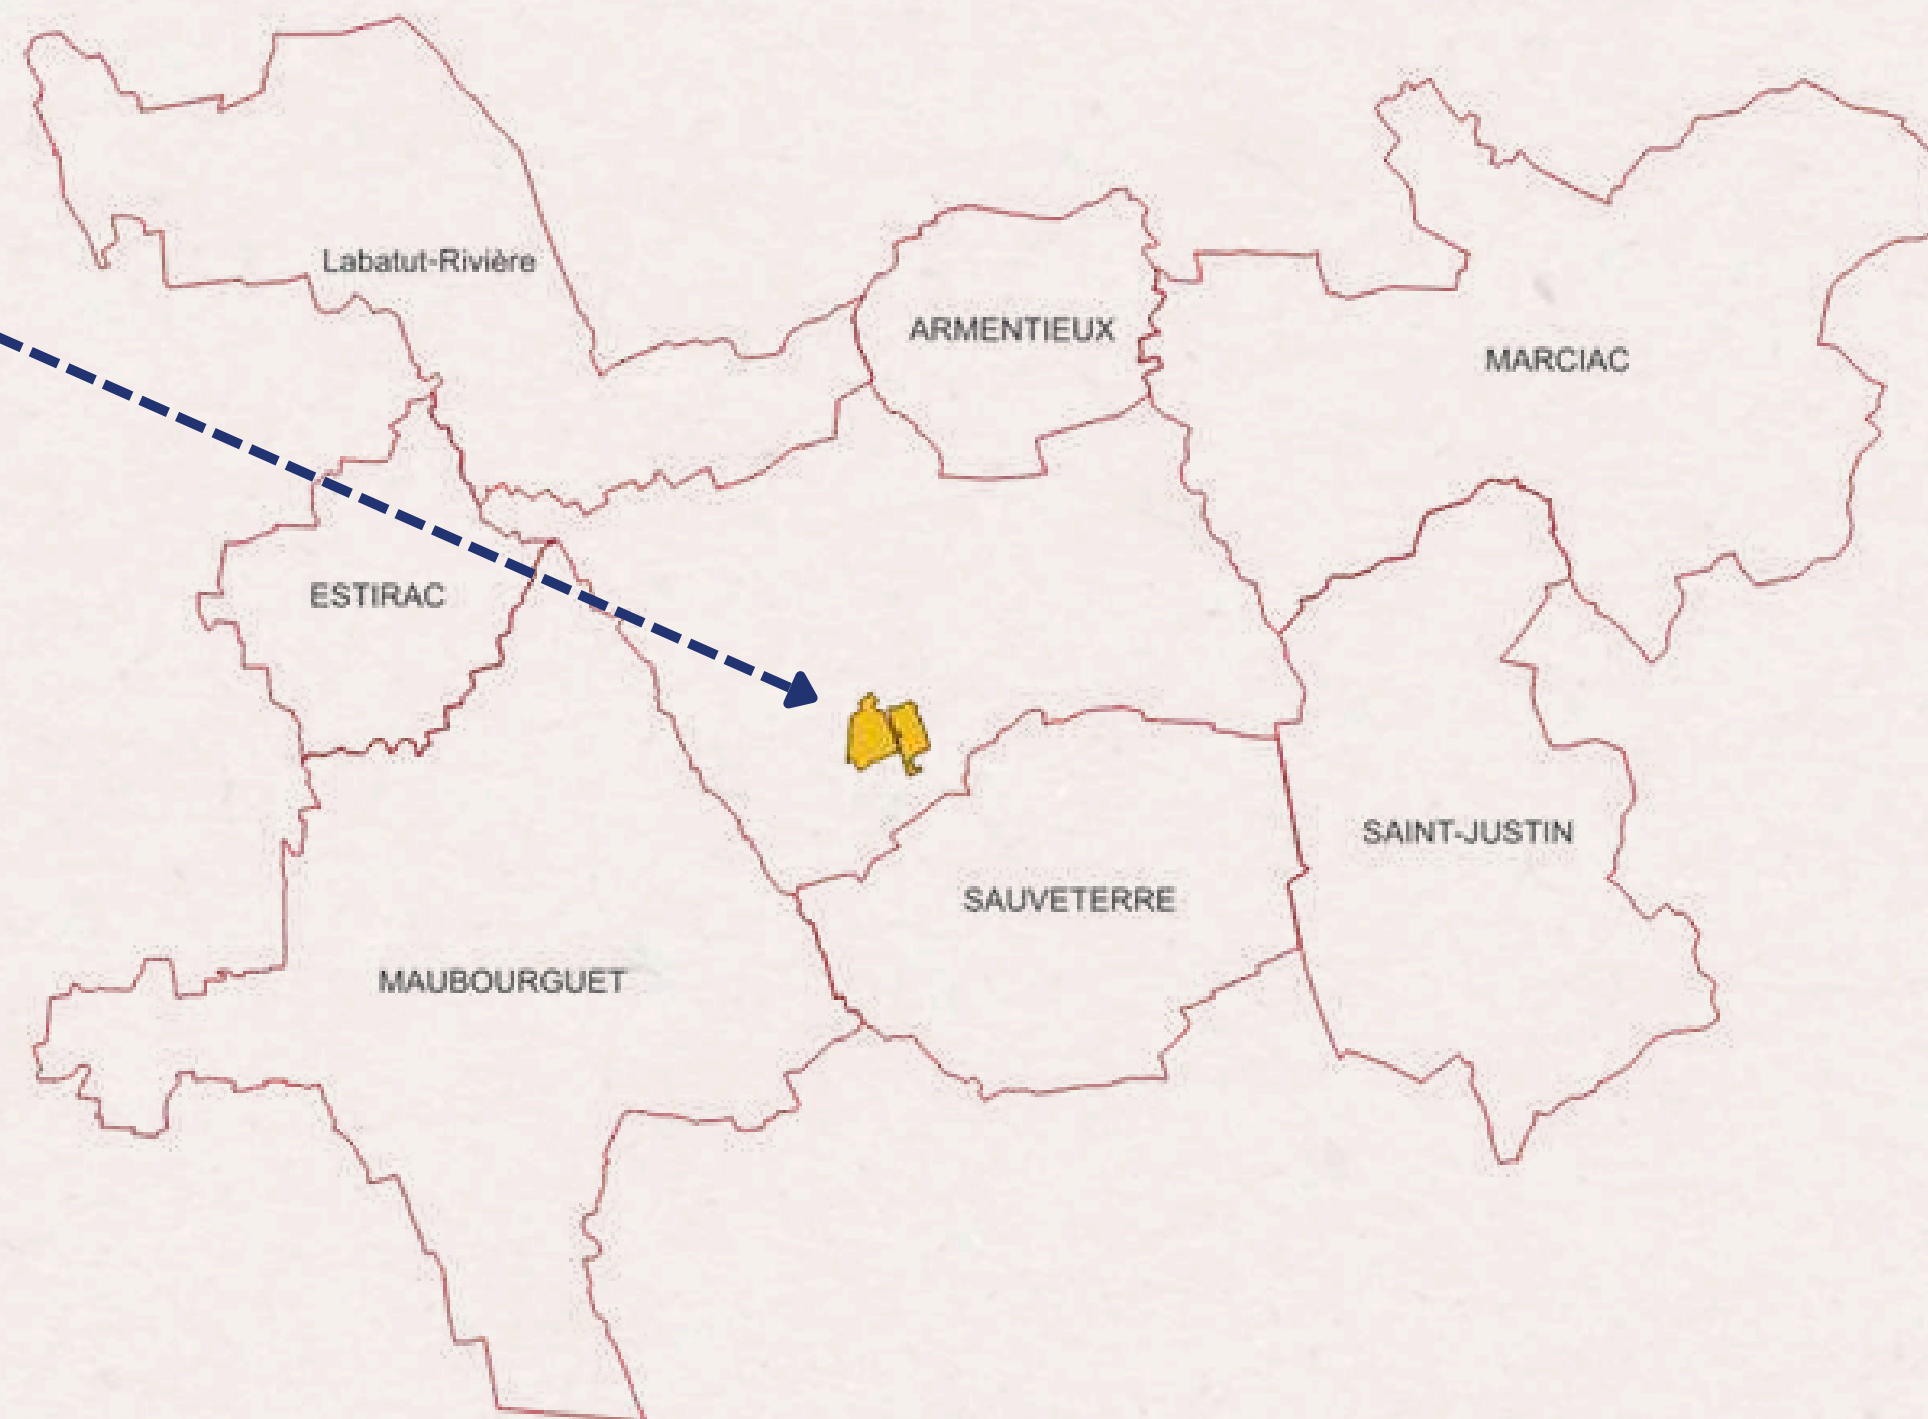 Labatut-Rivière
ARMENTIEUX
MARCIAC
ESTIRAC
SAINT-JUSTIN
SAUVETERRE
MAUBOURGUET